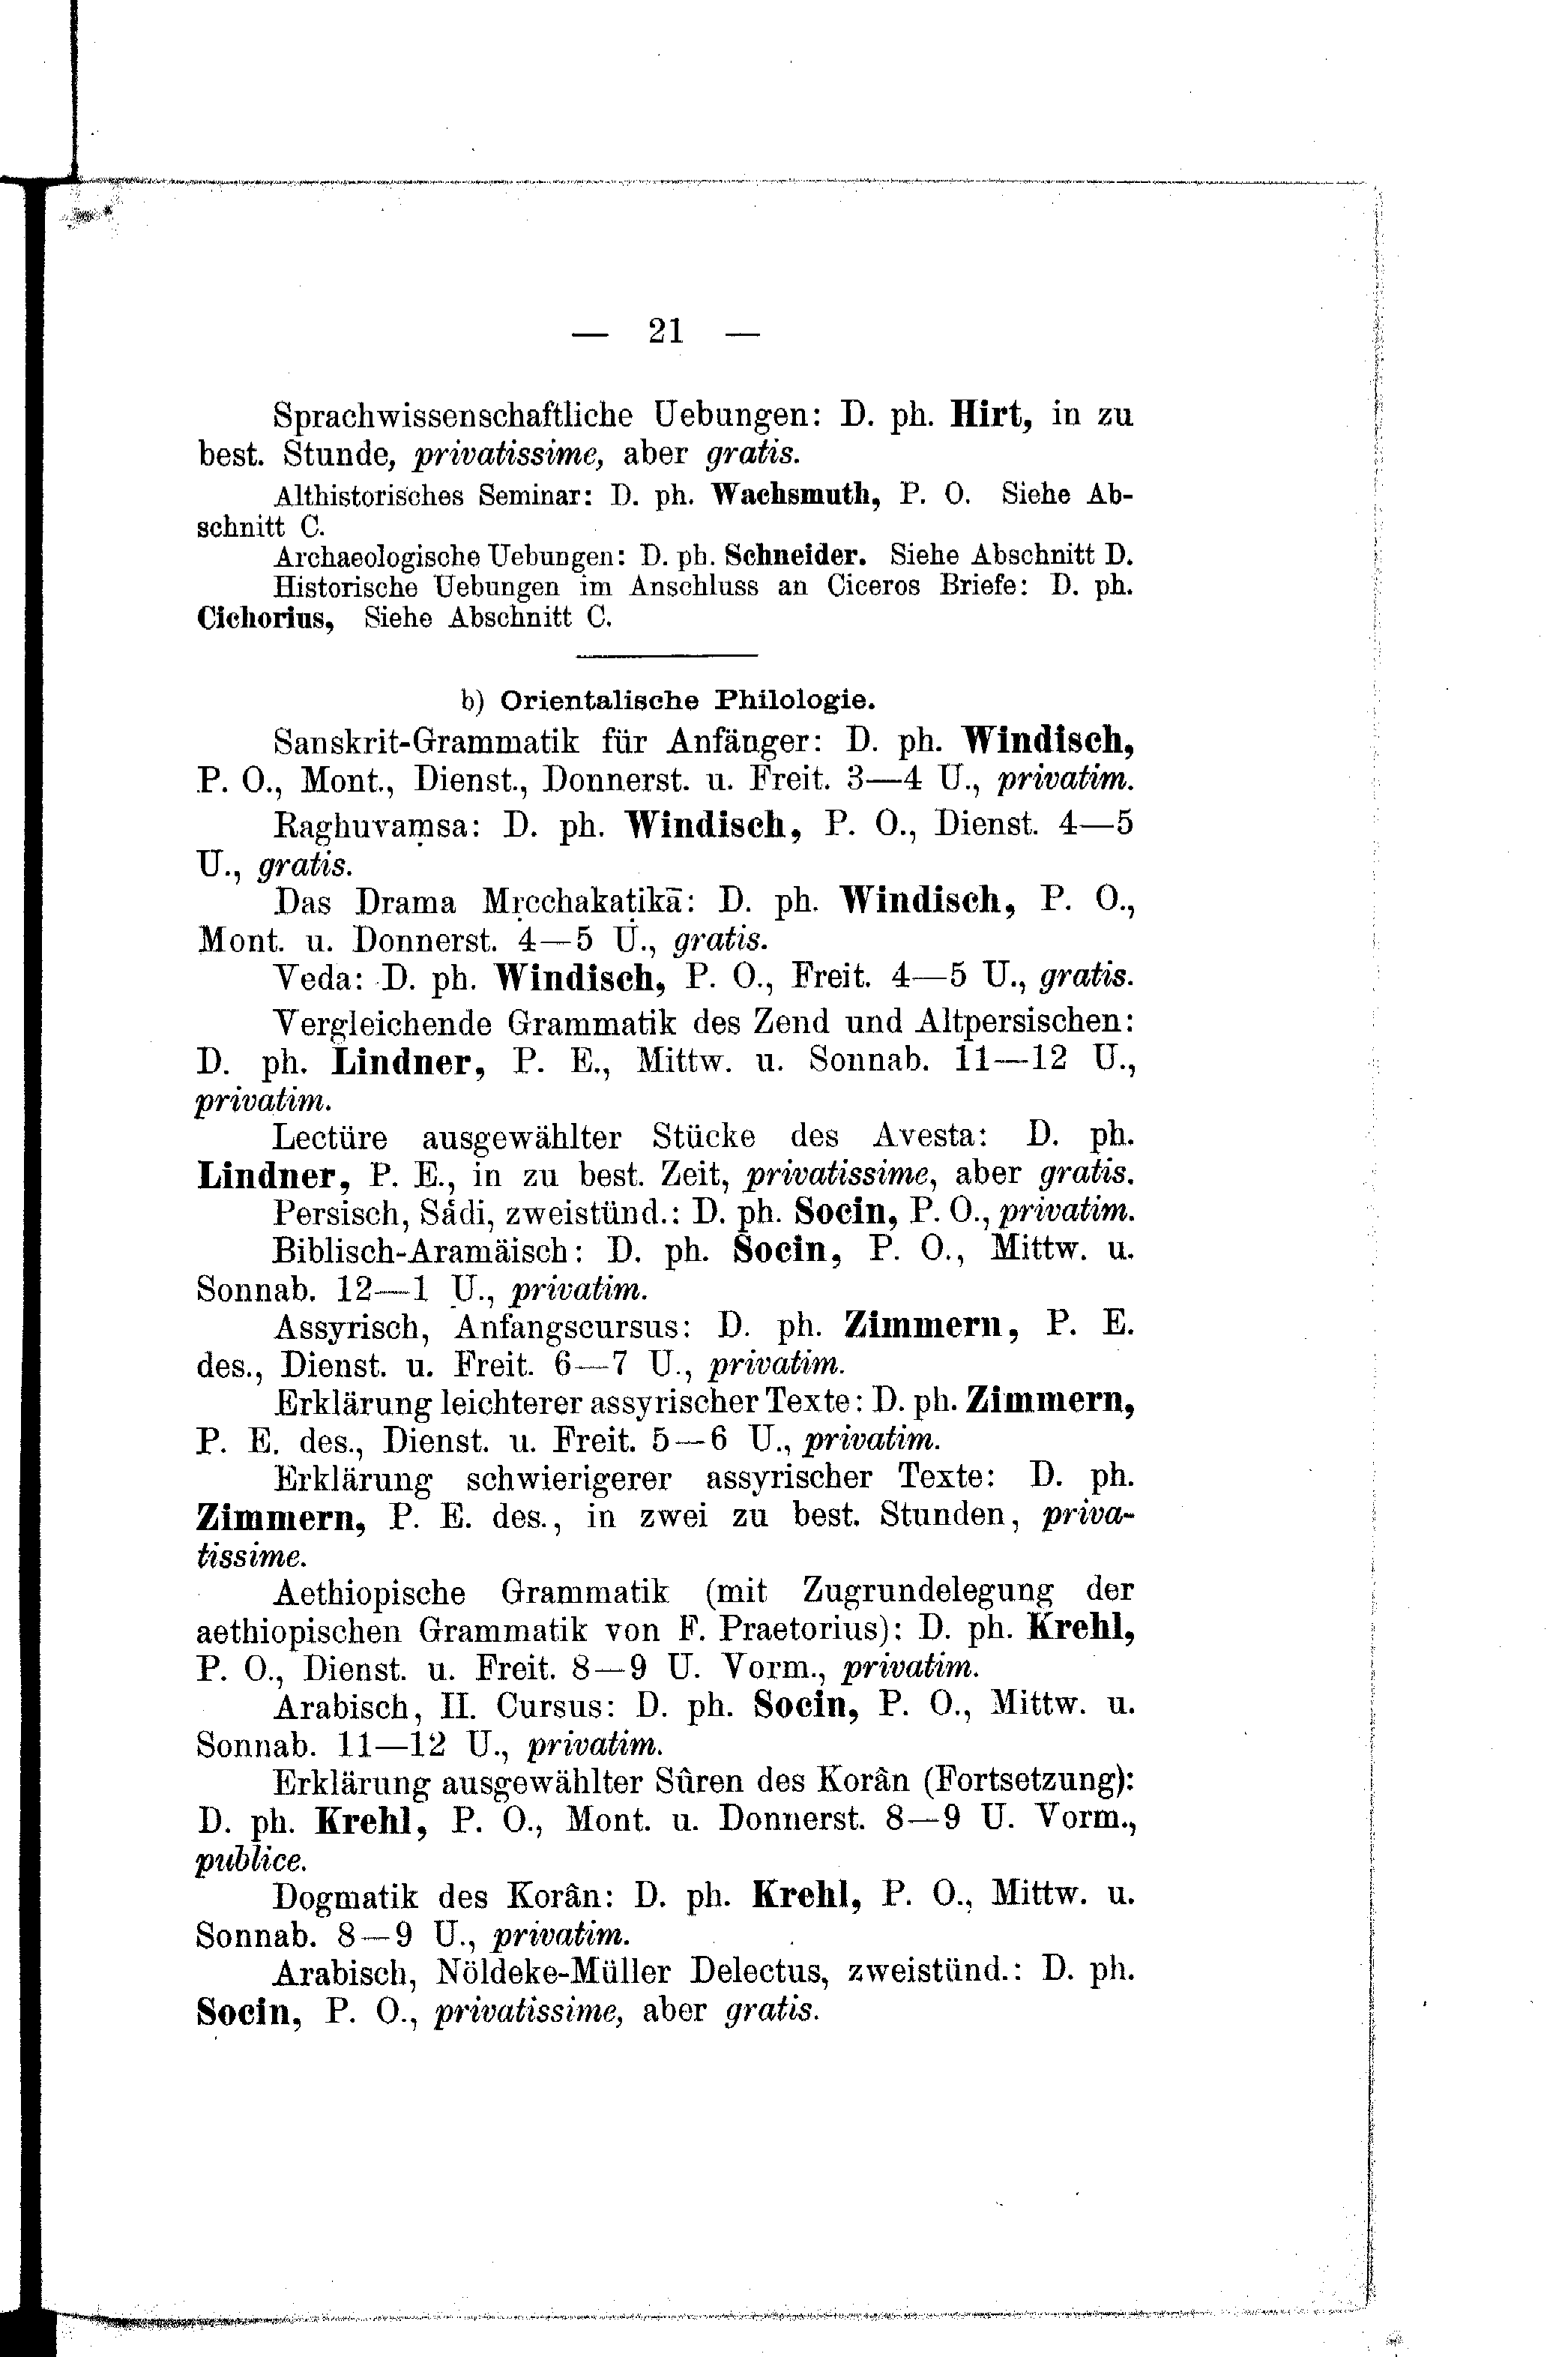 — 21 —
Sprachwissenschaftliche Uebungen: D. ph. Hirt, in zu
best. Stunde, privatissime, aber gratis.
Althistorisches Seminar: D. ph. Wachsmuth, P. O. Siehe Ab-
schnitt C.
Archaeologische Uebungen: D. ph. Schneider. Siehe Abschnitt D.
Historische Uebungen im Anschluss an Ciceros Briefe: D. ph.
Cichorius, Siehe Abschnitt C.
b) Orientalische Philologie.
Sanskrit-Grammatik für Anfänger: D. ph. Windisch,
P. O., Mont., Dienst., Donnerst. u. Freit. 3—4 U., privatim.
Raghuvaṃsa: D. ph. Windisch, P. O., Dienst. 4—5
U., gratis.
Das Drama Mṛcchakaṭikā: D. ph. Windisch, P. O.,
Mont. u. Donnerst. 4—5 U., gratis.
Veda: D. ph. Windisch, P. O., Freit. 4—5 U., gratis.
Vergleichende Grammatik des Zend und Altpersischen:
D. ph. Lindner, P. E., Mittw. u. Sonnab. 11—12 U.,
privatim.
Lectüre ausgewählter Stücke des Avesta: D. ph.
Lindner, P. E., in zu best. Zeit, privatissime, aber gratis.
Persisch, Sâdi, zweistünd.: D. ph. Socin, P. O., privatim.
Biblisch-Aramäisch: D. ph. Socin, P. O., Mittw. u.
Sonnab. 12—1 U., privatim.
Assyrisch, Anfangscursus: D. ph. Zimmern, P. E.
des., Dienst. u. Freit. 6—7 U., privatim.
Erklärung leichterer assyrischer Texte: D. ph. Zimmern,
P. E. des., Dienst. u. Freit. 5—6 U., privatim.
Erklärung schwierigerer assyrischer Texte: D. ph.
Zimmern, P. E. des., in zwei zu best. Stunden, priva-
tissime.
Aethiopische Grammatik (mit Zugrundelegung der
aethiopischen Grammatik von F. Praetorius): D. ph. Krehl,
P. O., Dienst. u. Freit. 8—9 U. Vorm., privatim.
Arabisch, II. Cursus: D. ph. Socin, P. O., Mittw. u.
Sonnab. 11—12 U., privatim.
Erklärung ausgewählter Sûren des Korân (Fortsetzung):
D. ph. Krehl, P. O., Mont. u. Donnerst. 8—9 U. Vorm.,
publice.
Dogmatik des Korân: D. ph. Krehl, P. O., Mittw. u.
Sonnab. 8—9 U., privatim.
Arabisch, Nöldeke-Müller Delectus, zweistünd.: D. ph.
Socin, P. O., privatissime, aber gratis.